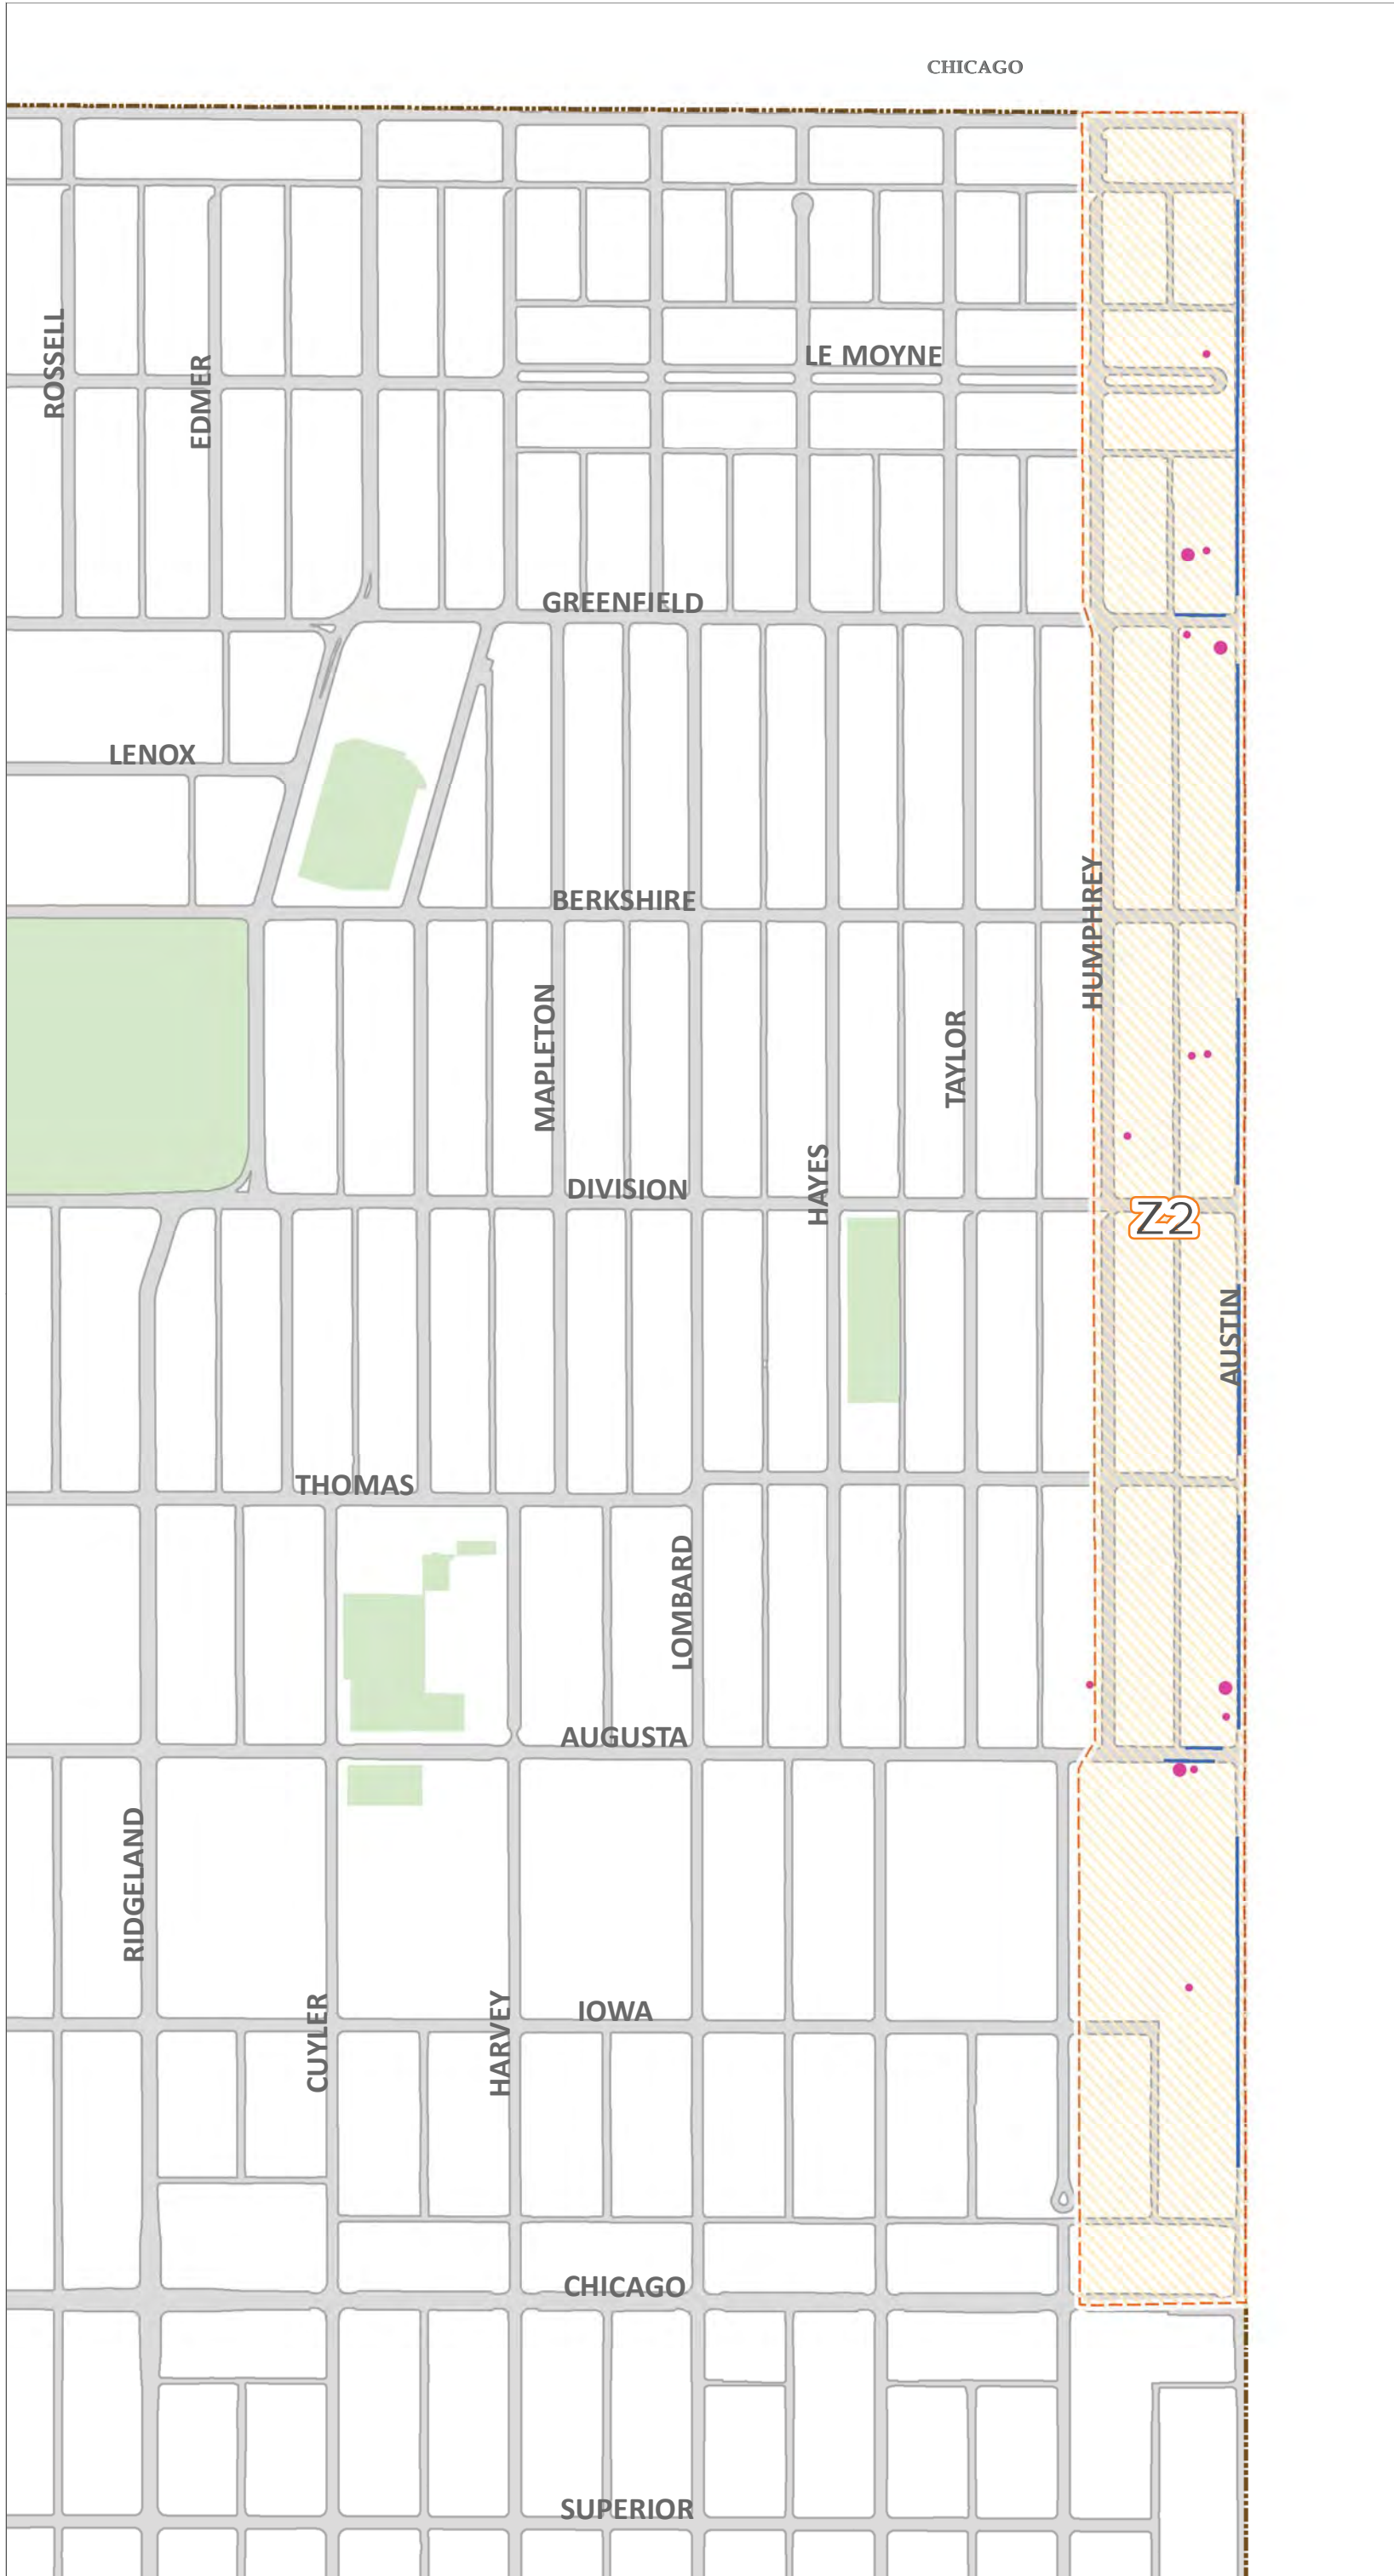 CHICAGO
ROSSELL
EDMER
LE MOYNE
GREENFIELD
LENOX
BERKSHIRE
HUMPHREY
MAPLETON
TAYLOR
DIVISION
HAYES
Z2
AUSTIN
THOMAS
LOMBARD
AUGUSTA
RIDGELAND
CUYLER
HARVEY
IOWA
CHICAGO
SUPERIOR